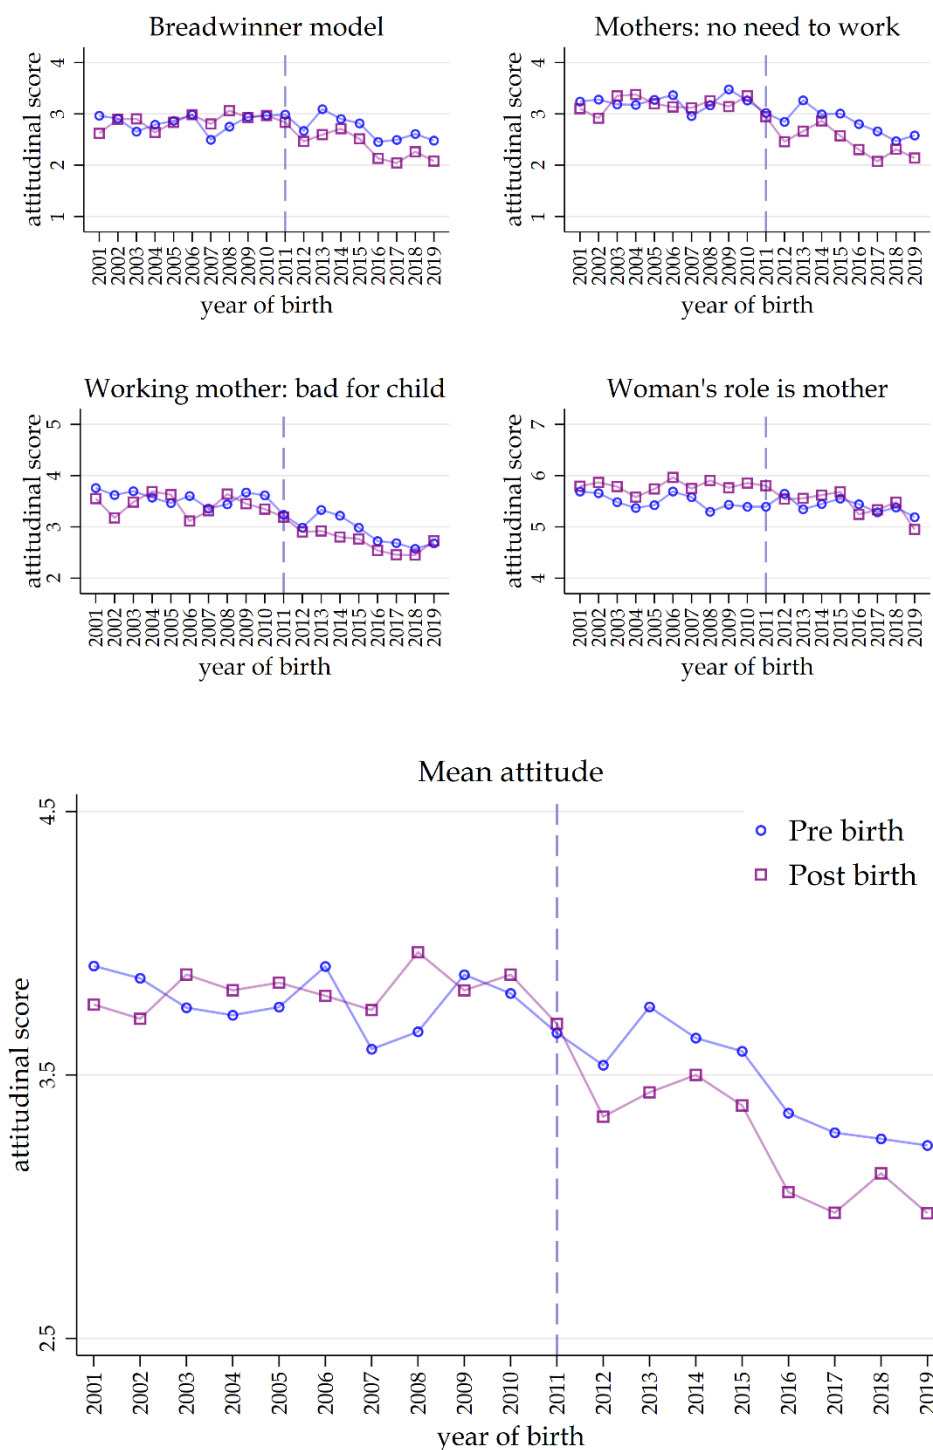 Breadwinner model
attitudinal score
4
3
2
1
2001 2002 2003 2004 2005 2006 2007 2008 2009 2010 2011 2012 2013 2014 2015 2016 2017 2018 2019
year of birth
Mothers: no need to work
attitudinal score
4
3
2
1
2001 2002 2003 2004 2005 2006 2007 2008 2009 2010 2011 2012 2013 2014 2015 2016 2017 2018 2019
year of birth
Working mother: bad for child
attitudinal score
5
4
3
2
2001 2002 2003 2004 2005 2006 2007 2008 2009 2010 2011 2012 2013 2014 2015 2016 2017 2018 2019
year of birth
Woman's role is mother
attitudinal score
7
6
5
4
2001 2002 2003 2004 2005 2006 2007 2008 2009 2010 2011 2012 2013 2014 2015 2016 2017 2018 2019
year of birth
Mean attitude
Pre birth
Post birth
attitudinal score
4.5
3.5
2.5
2001 2002 2003 2004 2005 2006 2007 2008 2009 2010 2011 2012 2013 2014 2015 2016 2017 2018 2019
year of birth